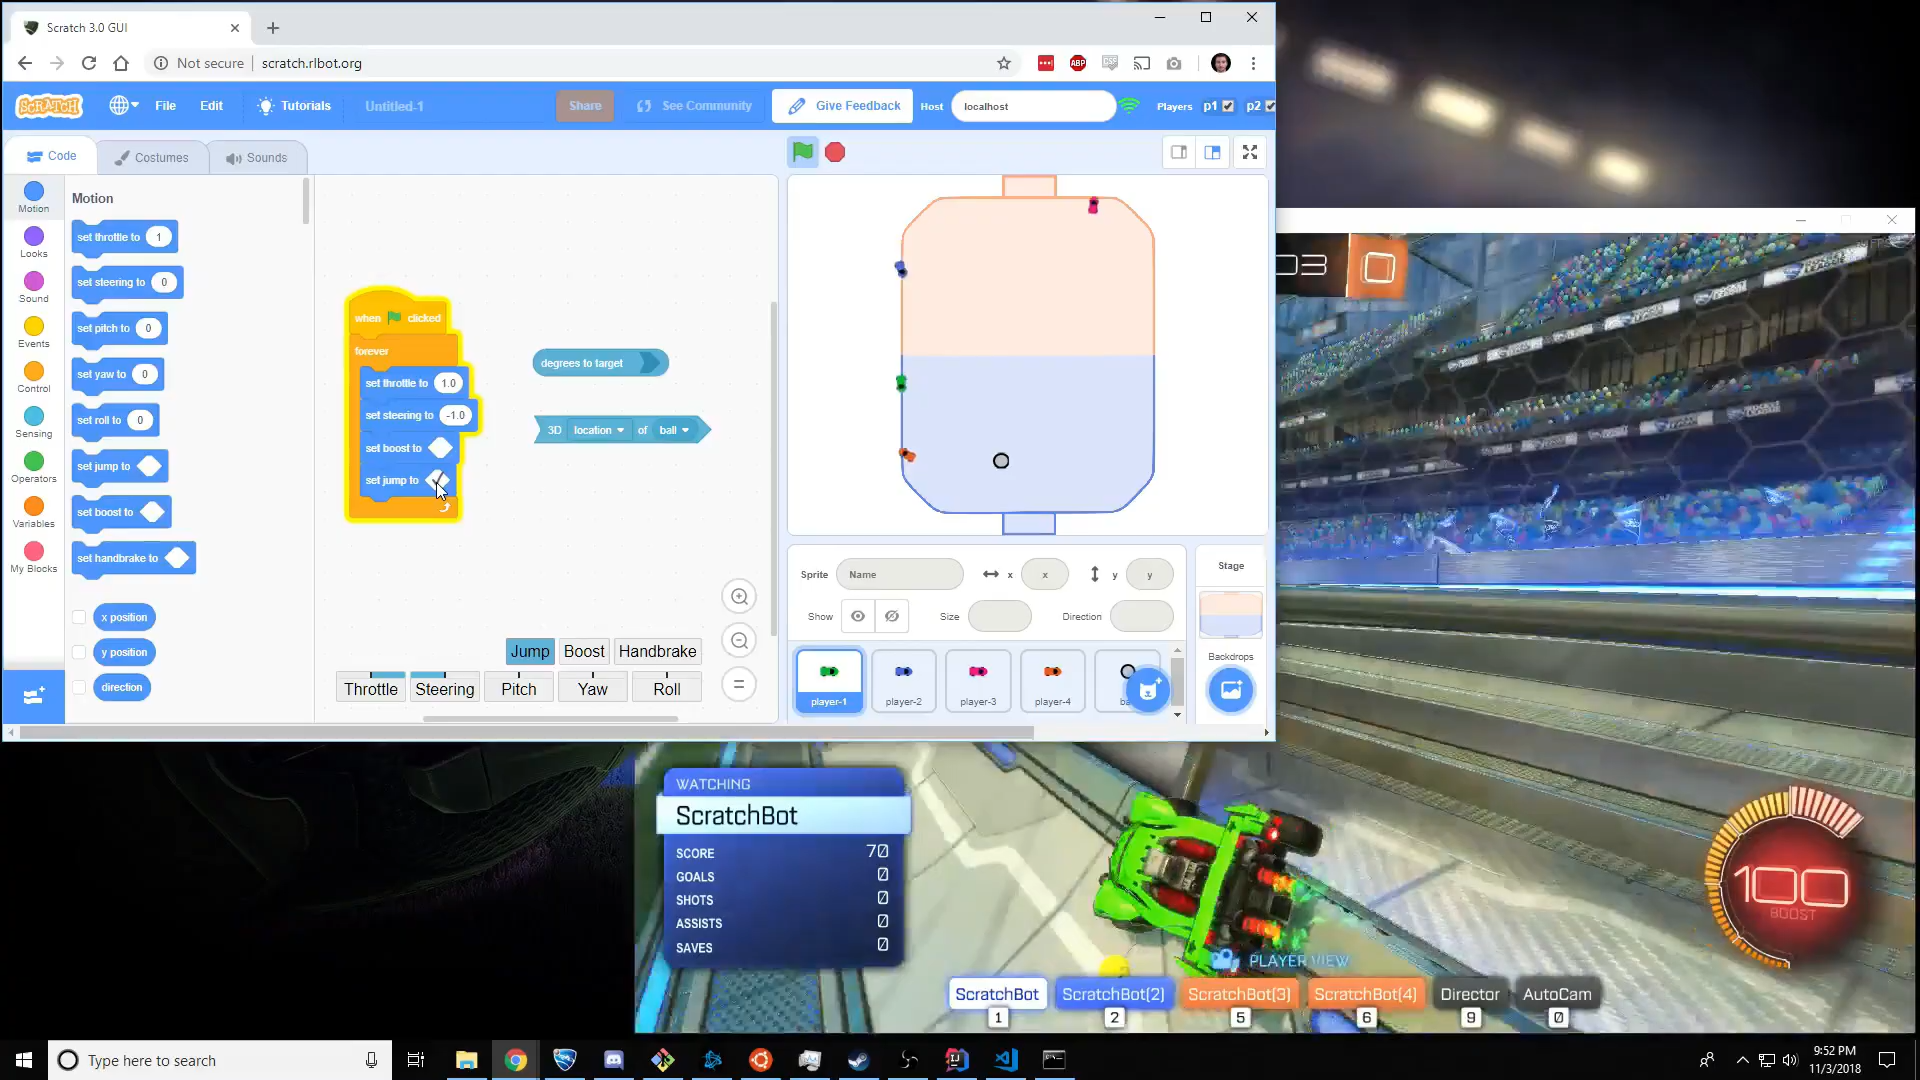 Scratch 3.0 GUI
Not secure
scratch.rlbot.org
ABP
SCRATCH
File
Edit
Tutorials
Untitled-1
Share
See Community
Give Feedback
Host
localhost
Players
p1
p2
Code
Costumes
Sounds
Motion
Looks
Sound
Events
Control
Sensing
Operators
Variables
My Blocks
Motion
set throttle to 1
set steering to 0
set pitch to 0
set yaw to 0
set roll to 0
set jump to
set boost to
set handbrake to
x position
y position
direction
when clicked
forever
set throttle to 1.0
set steering to -1.0
set boost to
set jump to
degrees to target
3D location of ball
Jump
Boost
Handbrake
Throttle
Steering
Pitch
Yaw
Roll
Sprite
Name
x
x
y
y
Show
Size
Direction
player-1
player-2
player-3
player-4
Stage
Backdrops
03
0
WATCHING
ScratchBot
SCORE 70
GOALS 0
SHOTS 0
ASSISTS 0
SAVES 0
PLAYER VIEW
100
BOOST
ScratchBot
ScratchBot(2)
ScratchBot(3)
ScratchBot(4)
Director
AutoCam
1
2
5
6
9
0
Type here to search
9:52 PM
11/3/2018